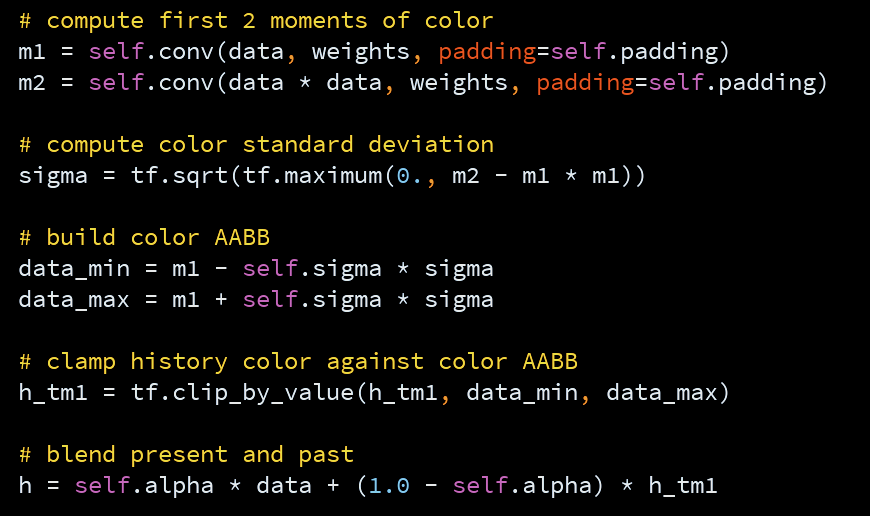 # compute first 2 moments of color
m1 = self.conv(data, weights, padding=self.padding)
m2 = self.conv(data * data, weights, padding=self.padding)
# compute color standard deviation
sigma = tf.sqrt(tf.maximum(0., m2 - m1 * m1))
# build color AABB
data_min = m1 - self.sigma * sigma
data_max = m1 + self.sigma * sigma
# clamp history color against color AABB
h_tm1 = tf.clip_by_value(h_tm1, data_min, data_max)
# blend present and past
h = self.alpha * data + (1.0 - self.alpha) * h_tm1